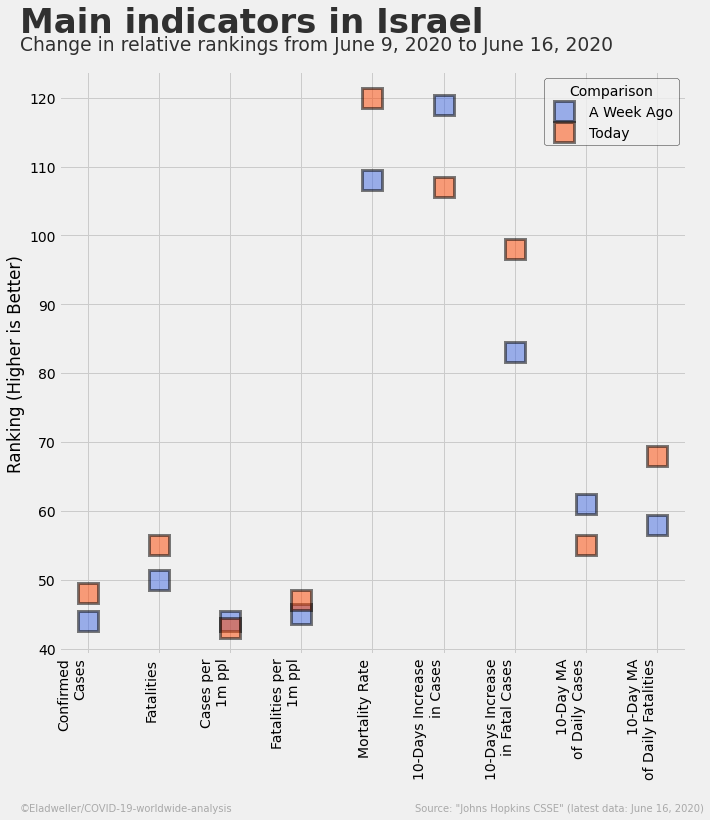 Main indicators in Israel
Change in relative rankings from June 9, 2020 to June 16, 2020
Comparison
A Week Ago
Today
Ranking (Higher is Better)
120
110
100
90
80
70
60
50
40
Confirmed
Cases
Fatalities
Cases per
1m ppl
Fatalities per
1m ppl
Mortality Rate
10-Days Increase
in Cases
10-Days Increase
in Fatal Cases
10-Day MA
of Daily Cases
10-Day MA
of Daily Fatalities
©Eladweller/COVID-19-worldwide-analysis
Source: "Johns Hopkins CSSE" (latest data: June 16, 2020)